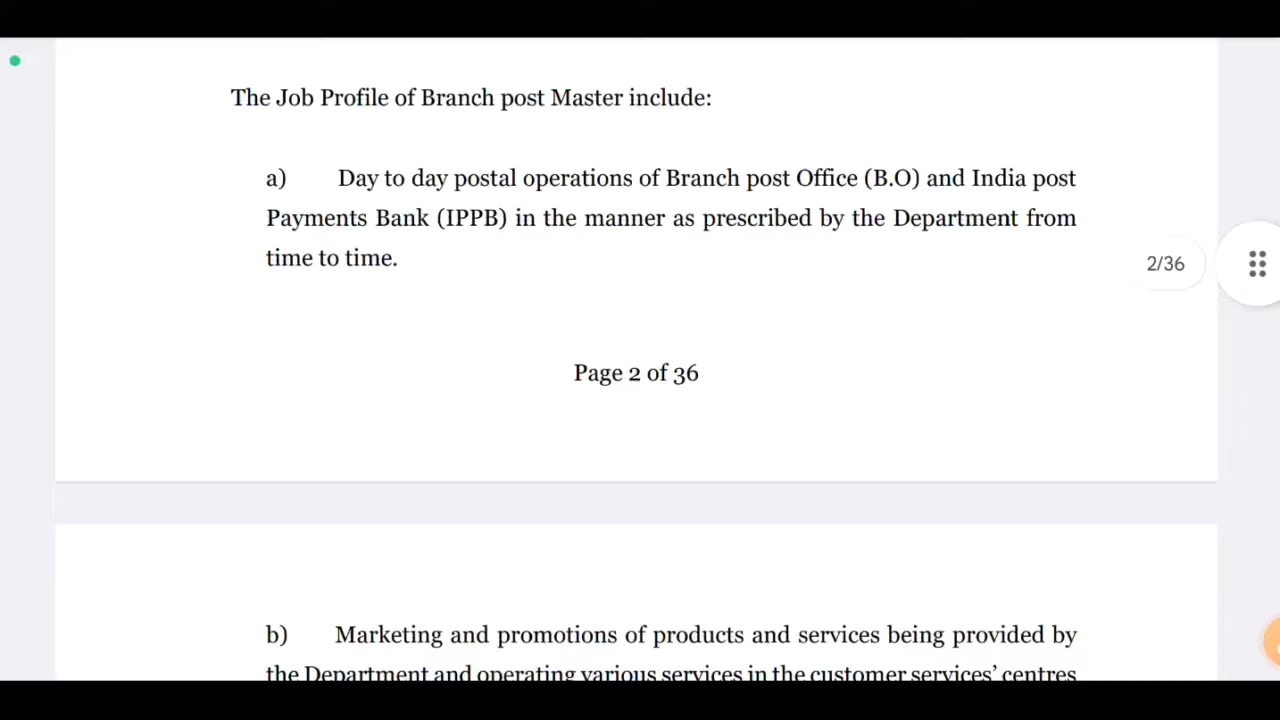 The Job Profile of Branch post Master include:
a) Day to day postal operations of Branch post Office (B.O) and India post
Payments Bank (IPPB) in the manner as prescribed by the Department from
time to time.
2/36
Page 2 of 36
b) Marketing and promotions of products and services being provided by
the Department and operating various services in the customer services’ centres